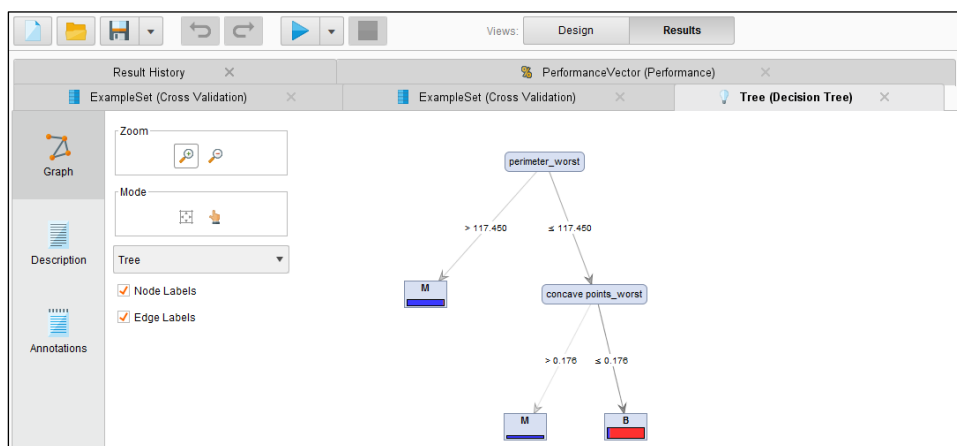 Views:
Design
Results
Result History
PerformanceVector (Performance)
ExampleSet (Cross Validation)
ExampleSet (Cross Validation)
Tree (Decision Tree)
Graph
Description
Annotations
Zoom
Mode
Tree
Node Labels
Edge Labels
perimeter_worst
> 117.450
≤ 117.450
M
concave points_worst
> 0.176
≤ 0.176
M
B